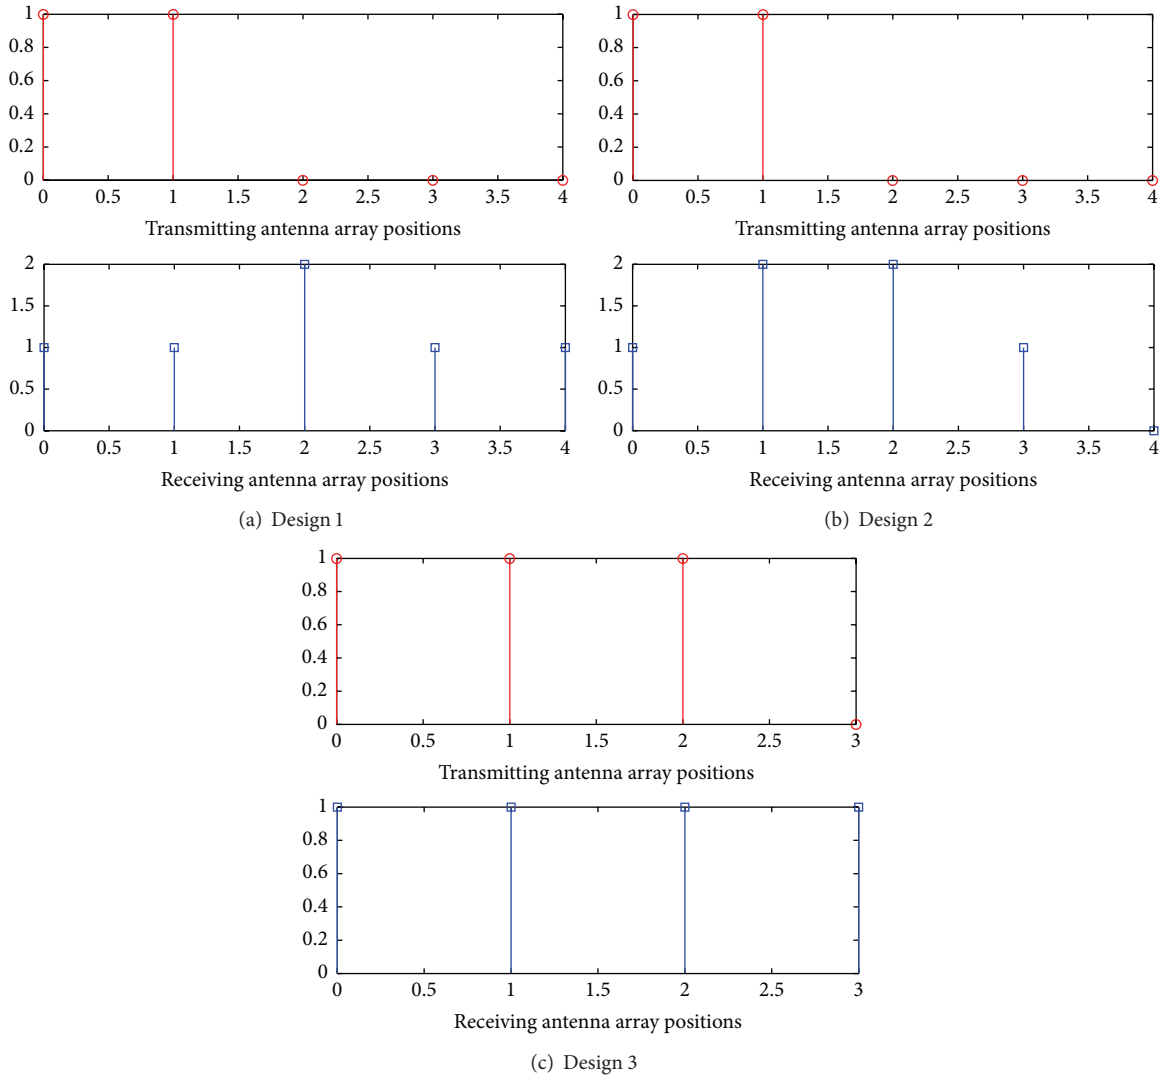 1
0.8
0.6
0.4
0.2
0
0 0.5 1 1.5 2 2.5 3 3.5 4
Transmitting antenna array positions
2
1.5
1
0.5
0
0 0.5 1 1.5 2 2.5 3 3.5 4
Receiving antenna array positions
(a) Design 1
1
0.8
0.6
0.4
0.2
0
0 0.5 1 1.5 2 2.5 3 3.5 4
Transmitting antenna array positions
2
1.5
1
0.5
0
0 0.5 1 1.5 2 2.5 3 3.5 4
Receiving antenna array positions
(b) Design 2
1
0.8
0.6
0.4
0.2
0
0 0.5 1 1.5 2 2.5 3
Transmitting antenna array positions
1
0.8
0.6
0.4
0.2
0
0 0.5 1 1.5 2 2.5 3
Receiving antenna array positions
(c) Design 3